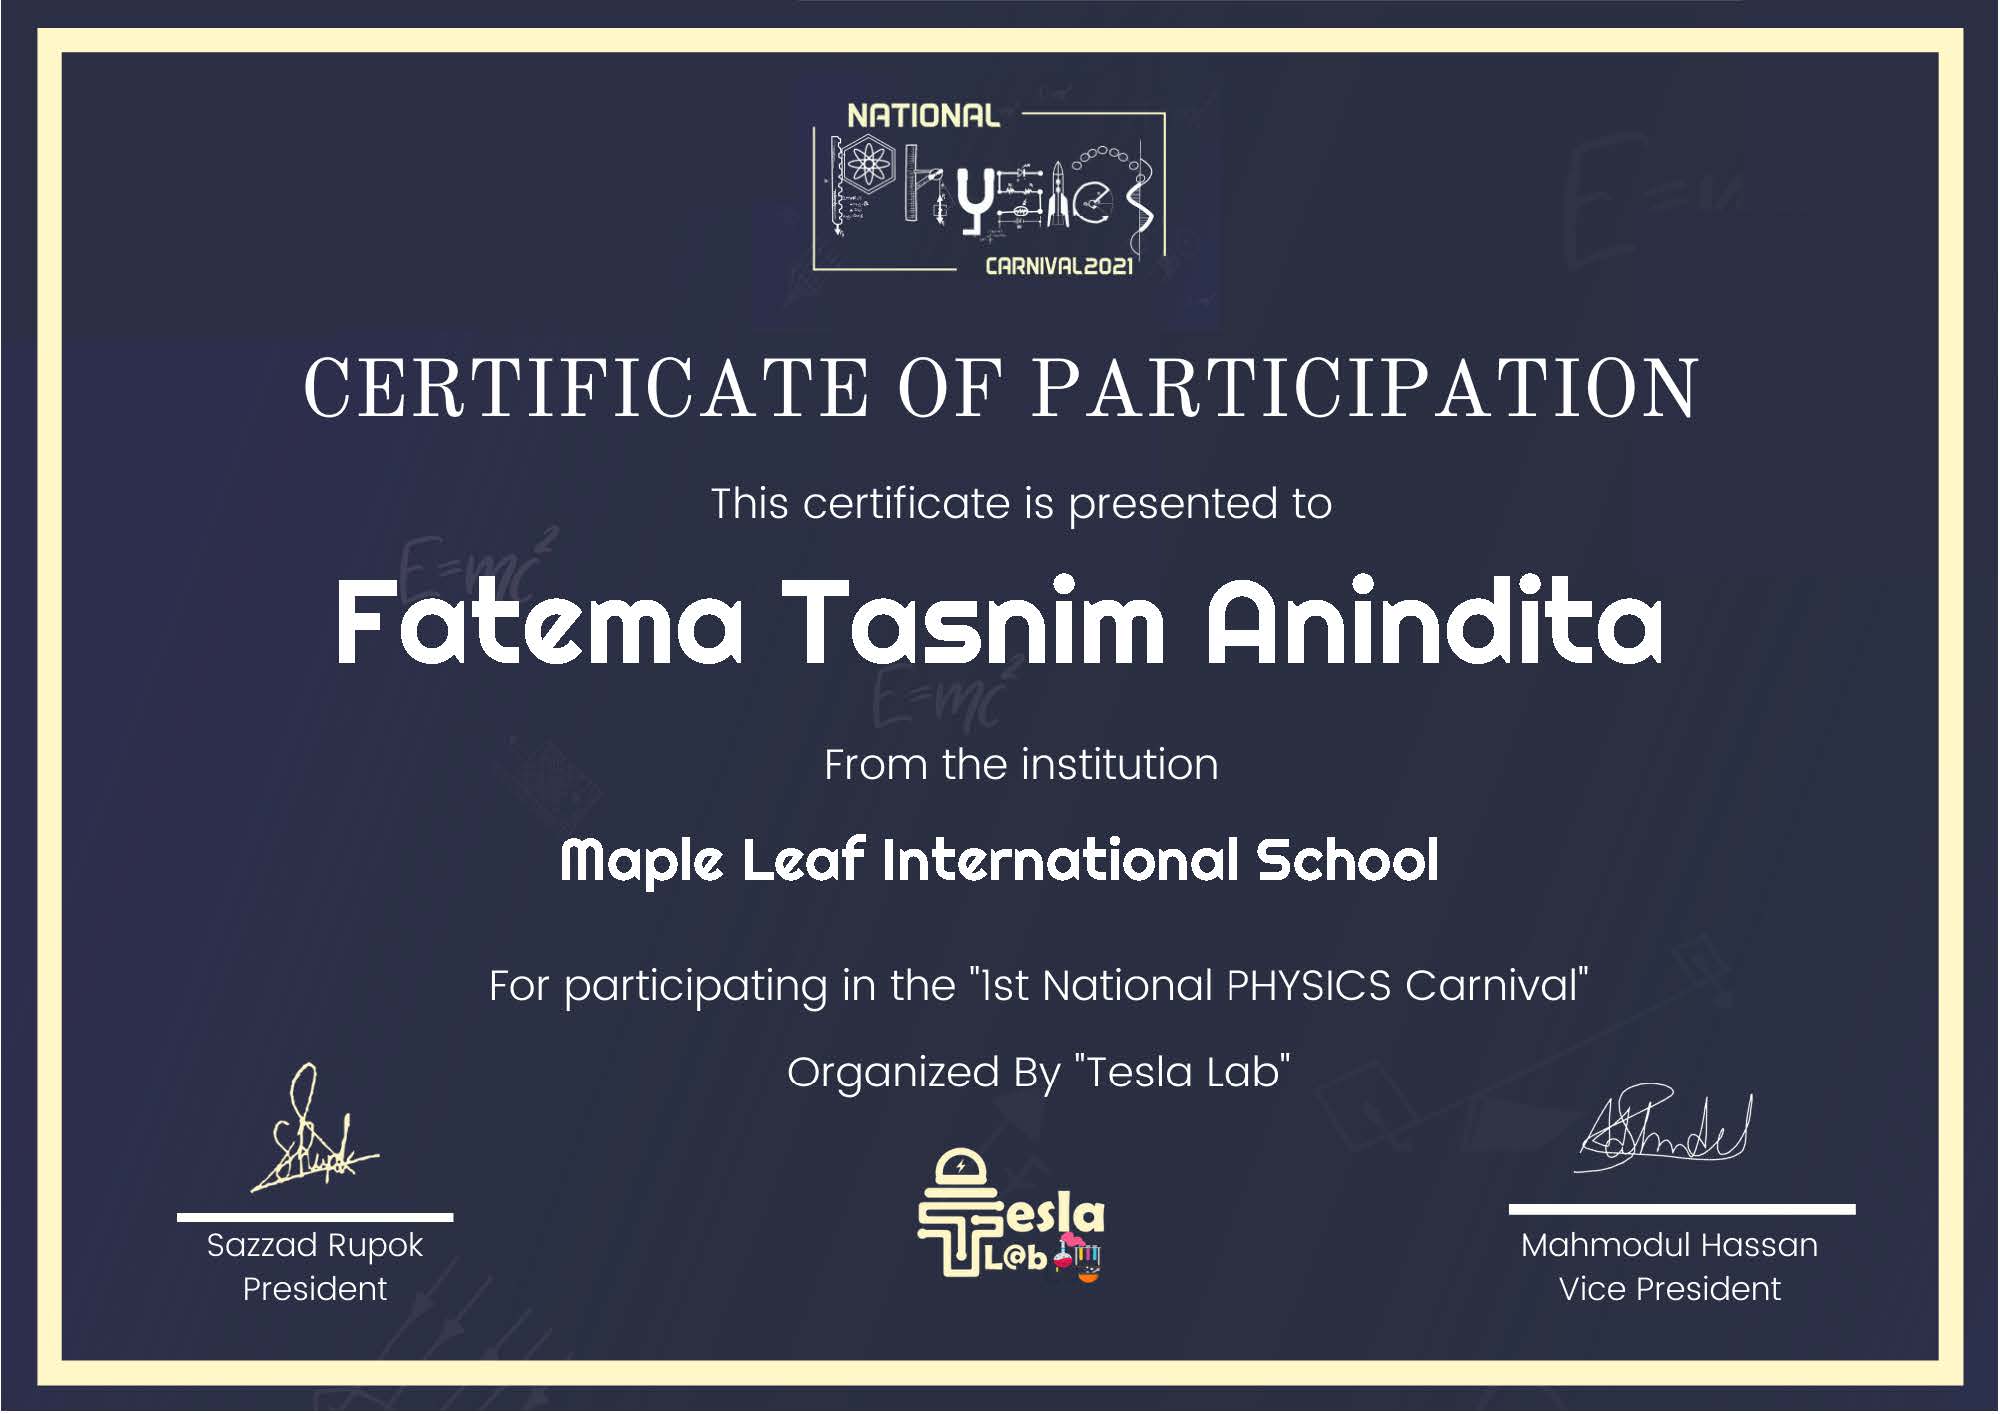 NATIONAL
Physics
CARNIVAL2021
CERTIFICATE OF PARTICIPATION
This certificate is presented to
E=mc²
Fatema Tasnim Anindita
E=mc²
From the institution
Maple Leaf International School
For participating in the "1st National PHYSICS Carnival"
Organized By "Tesla Lab"
Tesla
L@b
Sazzad Rupok
President
Mahmodul Hassan
Vice President